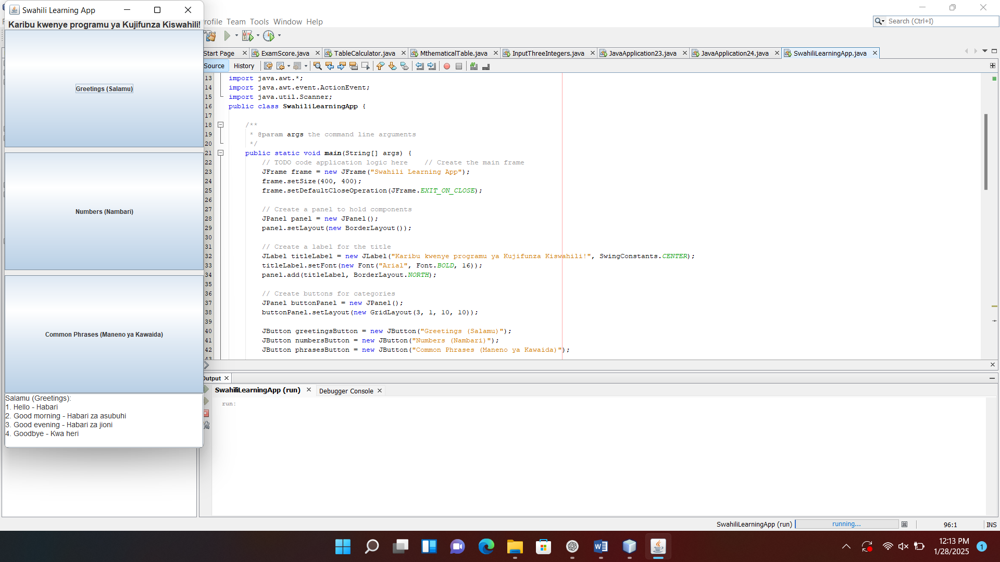 Swahili Learning App
Karibu kwenye programu ya Kujifunza Kiswahili!
Greetings (Salamu)
Numbers (Nambari)
Common Phrases (Maneno ya Kawaida)
Salamu (Greetings):
1. Hello - Habari
2. Good morning - Habari za asubuhi
3. Good evening - Habari za jioni
4. Goodbye - Kwa heri
rofile Team Tools Window Help
Search (Ctrl+I)
Start Page ExamScore.java TableCalculator.java MthematicalTable.java InputThreeIntegers.java JavaApplication23.java JavaApplication24.java SwahiliLearningApp.java
Source History
13 import java.awt.*;
14 import java.awt.event.ActionEvent;
15 import java.util.Scanner;
16 public class SwahiliLearningApp {
17
18 /**
19 * @param args the command line arguments
20 */
21 public static void main(String[] args) {
22 // TODO code application logic here // Create the main frame
23 JFrame frame = new JFrame("Swahili Learning App");
24 frame.setSize(400, 400);
25 frame.setDefaultCloseOperation(JFrame.EXIT_ON_CLOSE);
26
27 // Create a panel to hold components
28 JPanel panel = new JPanel();
29 panel.setLayout(new BorderLayout());
30
31 // Create a label for the title
32 JLabel titleLabel = new JLabel("Karibu kwenye programu ya Kujifunza Kiswahili!", SwingConstants.CENTER);
33 titleLabel.setFont(new Font("Arial", Font.BOLD, 16));
34 panel.add(titleLabel, BorderLayout.NORTH);
35
36 // Create buttons for categories
37 JPanel buttonPanel = new JPanel();
38 buttonPanel.setLayout(new GridLayout(3, 1, 10, 10));
39
40 JButton greetingsButton = new JButton("Greetings (Salamu)");
41 JButton numbersButton = new JButton("Numbers (Nambari)");
42 JButton phrasesButton = new JButton("Common Phrases (Maneno ya Kawaida)");
43
Output
SwahiliLearningApp (run) Debugger Console
run:
SwahiliLearningApp (run) running... 96:1 INS
12:13 PM
1/28/2025
1